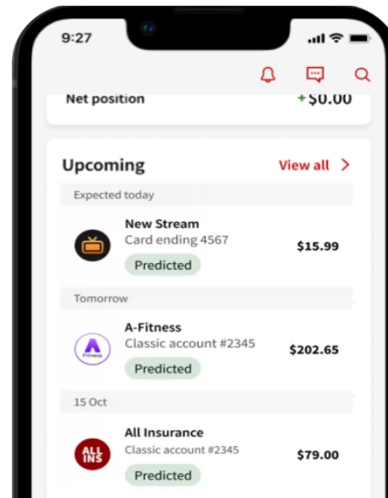 9:27
Net position
+$0.00
Upcoming
View all
Expected today
New Stream
Card ending 4567
$15.99
Predicted
Tomorrow
A-Fitness
Classic account #2345
$202.65
Predicted
A
Fitness
15 Oct
All Insurance
Classic account #2345
$79.00
Predicted
ALL
INS